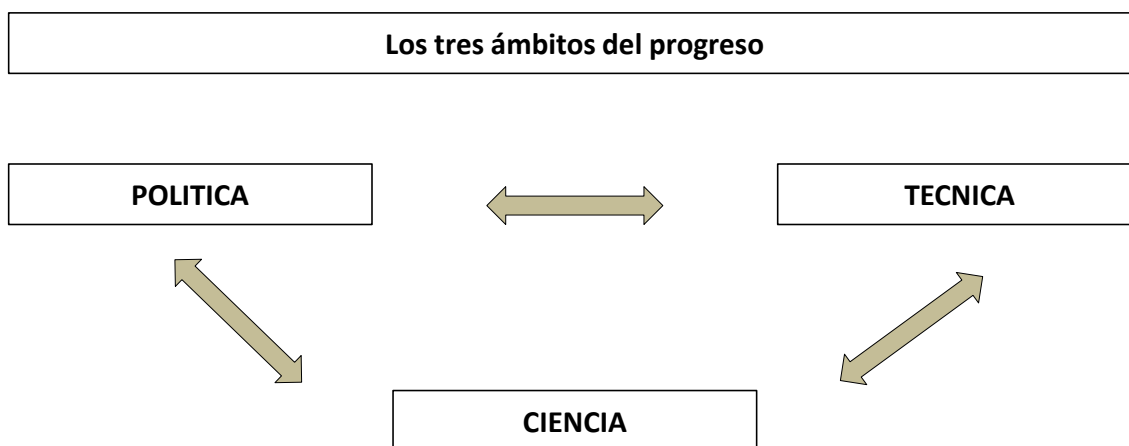 Los tres ámbitos del progreso
POLITICA
TECNICA
CIENCIA